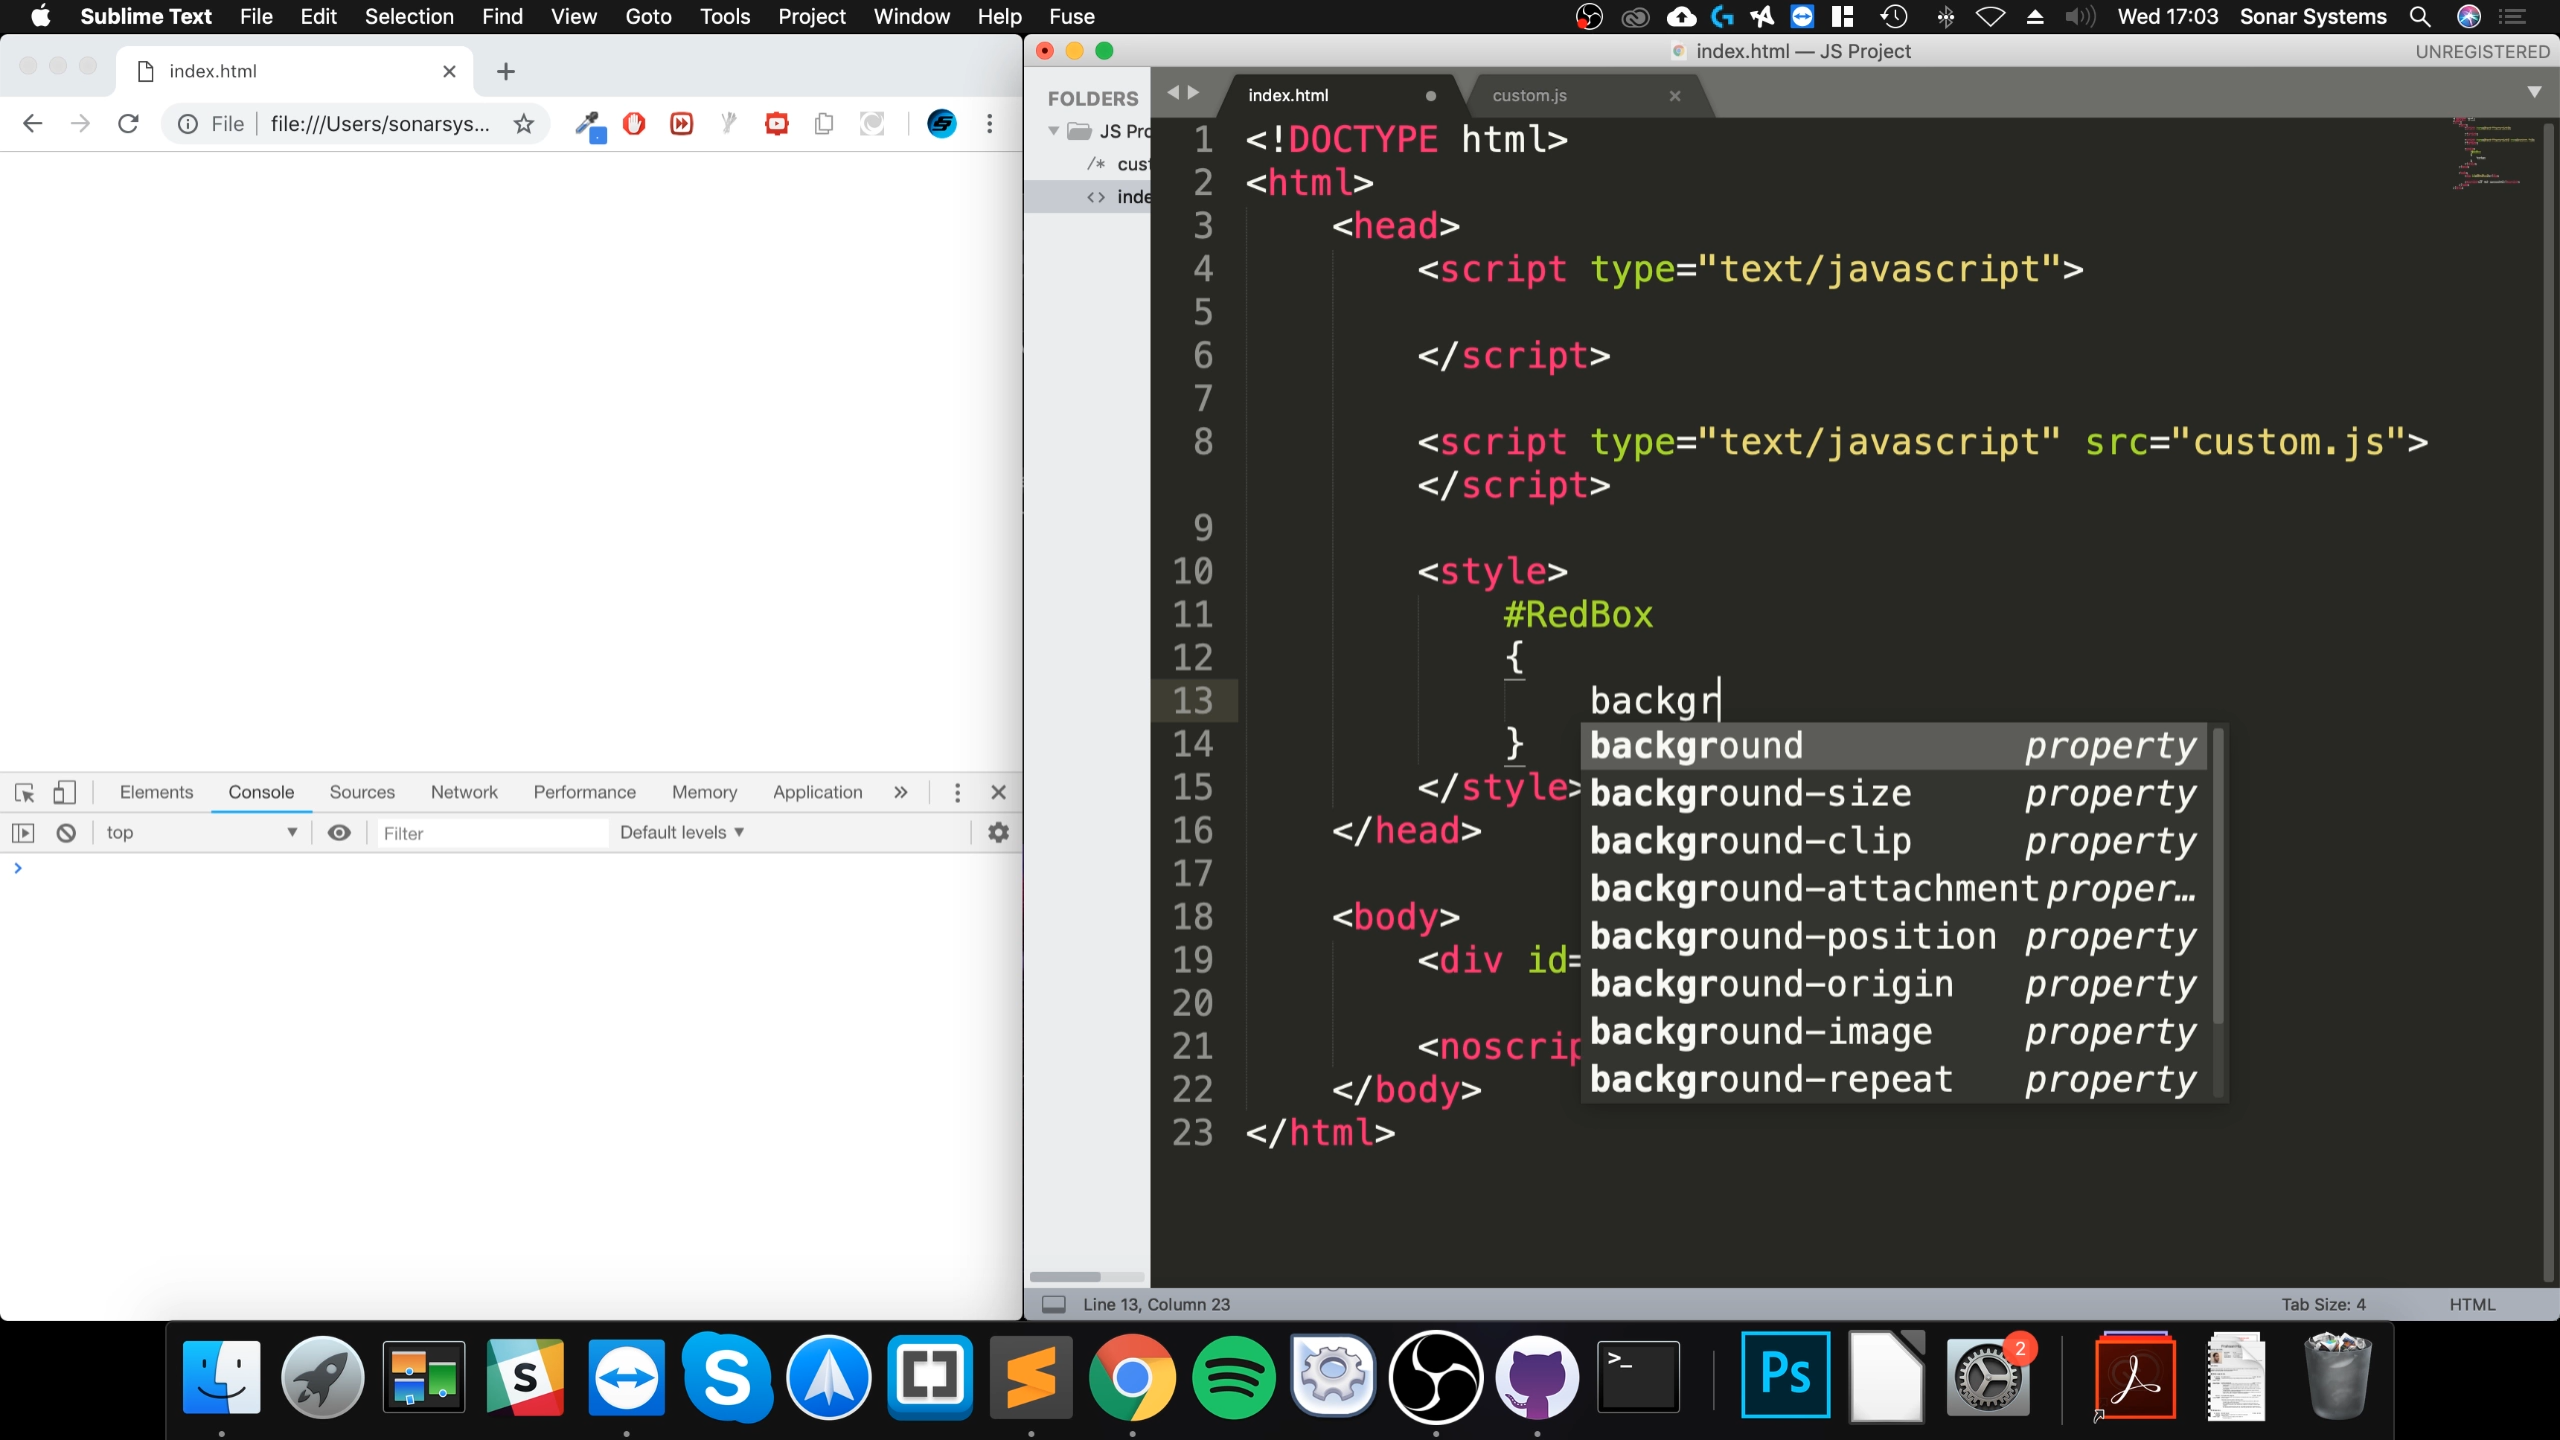 Sublime Text File Edit Selection Find View Goto Tools Project Window Help Fuse Wed 17:03 Sonar Systems
index.html
File file:///Users/sonarsys...
Elements Console Sources Network Performance Memory Application »
top Filter Default levels
index.html — JS Project UNREGISTERED
FOLDERS
JS Pro
/* cust
<> inde
index.html custom.js
1 <!DOCTYPE html>
2 <html>
3 <head>
4 <script type="text/javascript">
5
6 </script>
7
8 <script type="text/javascript" src="custom.js">
</script>
9
10 <style>
11 #RedBox
12 {
13 backgr
14 }
15 </style>
16 </head>
17
18 <body>
19 <div id=
20
21 <noscrip
22 </body>
23 </html>
background property
background-size property
background-clip property
background-attachment proper…
background-position property
background-origin property
background-image property
background-repeat property
Line 13, Column 23 Tab Size: 4 HTML
S S >_ Ps 2